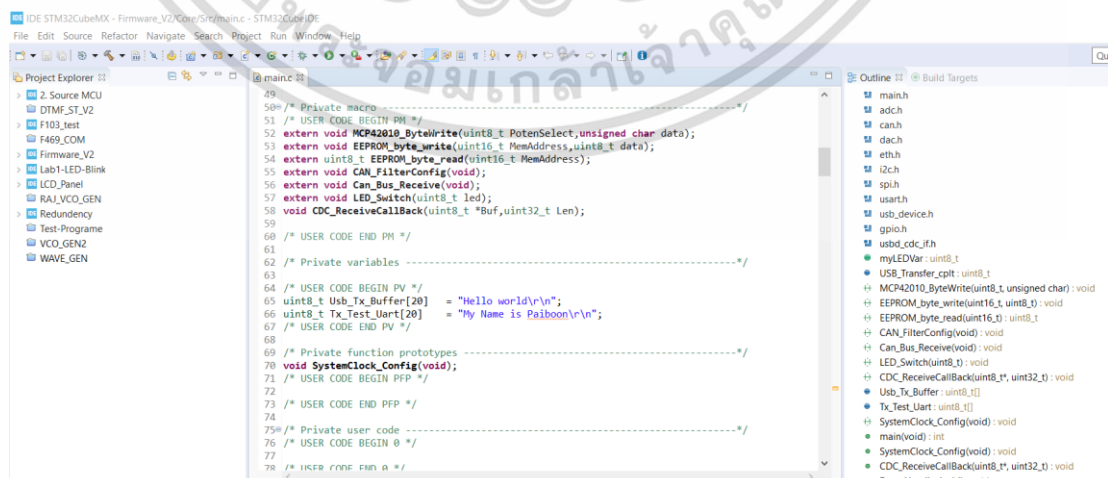 IDE STM32CubeMX - Firmware_V2/Core/Src/main.c - STM32CubeIDE
File Edit Source Refactor Navigate Search Project Run Window Help
Project Explorer
2. Source MCU
DTMF_ST_V2
F103_test
F469_COM
Firmware_V2
Lab1-LED-Blink
LCD_Panel
RAJ_VCO_GEN
Redundency
Test-Programe
VCO_GEN2
WAVE_GEN
main.c
49
50 /* Private macro -------------------------------------------------------------*/
51 /* USER CODE BEGIN PM */
52 extern void MCP42010_ByteWrite(uint8_t PotenSelect,unsigned char data);
53 extern void EEPROM_byte_write(uint16_t MemAddress,uint8_t data);
54 extern uint8_t EEPROM_byte_read(uint16_t MemAddress);
55 extern void CAN_FilterConfig(void);
56 extern void Can_Bus_Receive(void);
57 extern void LED_Switch(uint8_t led);
58 void CDC_ReceiveCallBack(uint8_t *Buf,uint32_t Len);
59
60 /* USER CODE END PM */
61
62 /* Private variables ---------------------------------------------------------*/
63
64 /* USER CODE BEGIN PV */
65 uint8_t Usb_Tx_Buffer[20] = "Hello world\r\n";
66 uint8_t Tx_Test_Uart[20] = "My Name is Paiboon\r\n";
67 /* USER CODE END PV */
68
69 /* Private function prototypes -----------------------------------------------*/
70 void SystemClock_Config(void);
71 /* USER CODE BEGIN PFP */
72
73 /* USER CODE END PFP */
74
75 /* Private user code ---------------------------------------------------------*/
76 /* USER CODE BEGIN 0 */
77
78 /* USER CODE END 0 */
Outline
Build Targets
main.h
adc.h
can.h
dac.h
eth.h
i2c.h
spi.h
usart.h
usb_device.h
gpio.h
usbd_cdc_if.h
myLEDVar : uint8_t
USB_Transfer_cplt : uint8_t
MCP42010_ByteWrite(uint8_t, unsigned char) : void
EEPROM_byte_write(uint16_t, uint8_t) : void
EEPROM_byte_read(uint16_t) : uint8_t
CAN_FilterConfig(void) : void
Can_Bus_Receive(void) : void
LED_Switch(uint8_t) : void
CDC_ReceiveCallBack(uint8_t*, uint32_t) : void
Usb_Tx_Buffer : uint8_t[]
Tx_Test_Uart : uint8_t[]
SystemClock_Config(void) : void
main(void) : int
SystemClock_Config(void) : void
CDC_ReceiveCallBack(uint8_t*, uint32_t) : void